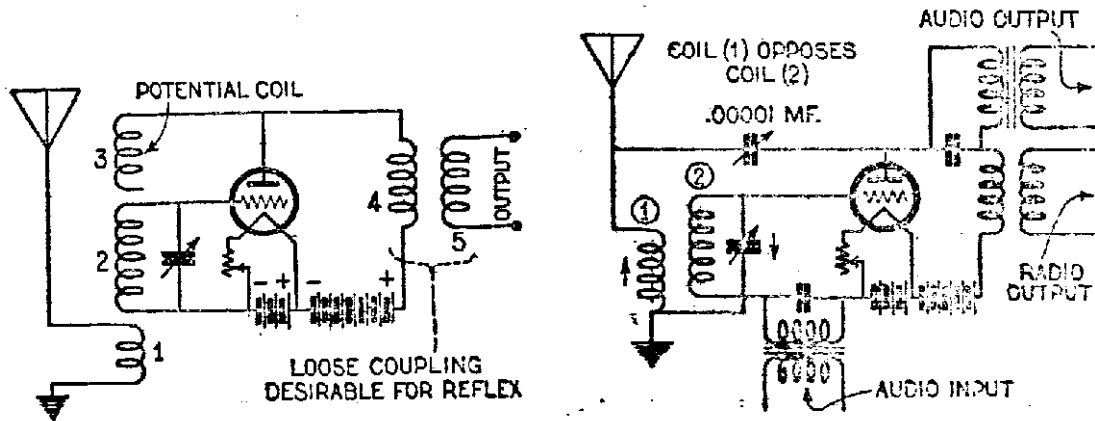 POTENTIAL COIL
3
2
1
4
5
OUTPUT
- + - +
LOOSE COUPLING
DESIRABLE FOR REFLEX
AUDIO OUTPUT
COIL (1) OPPOSES
COIL (2)
.00001 MF.
1
2
RADIO
OUTPUT
AUDIO INPUT